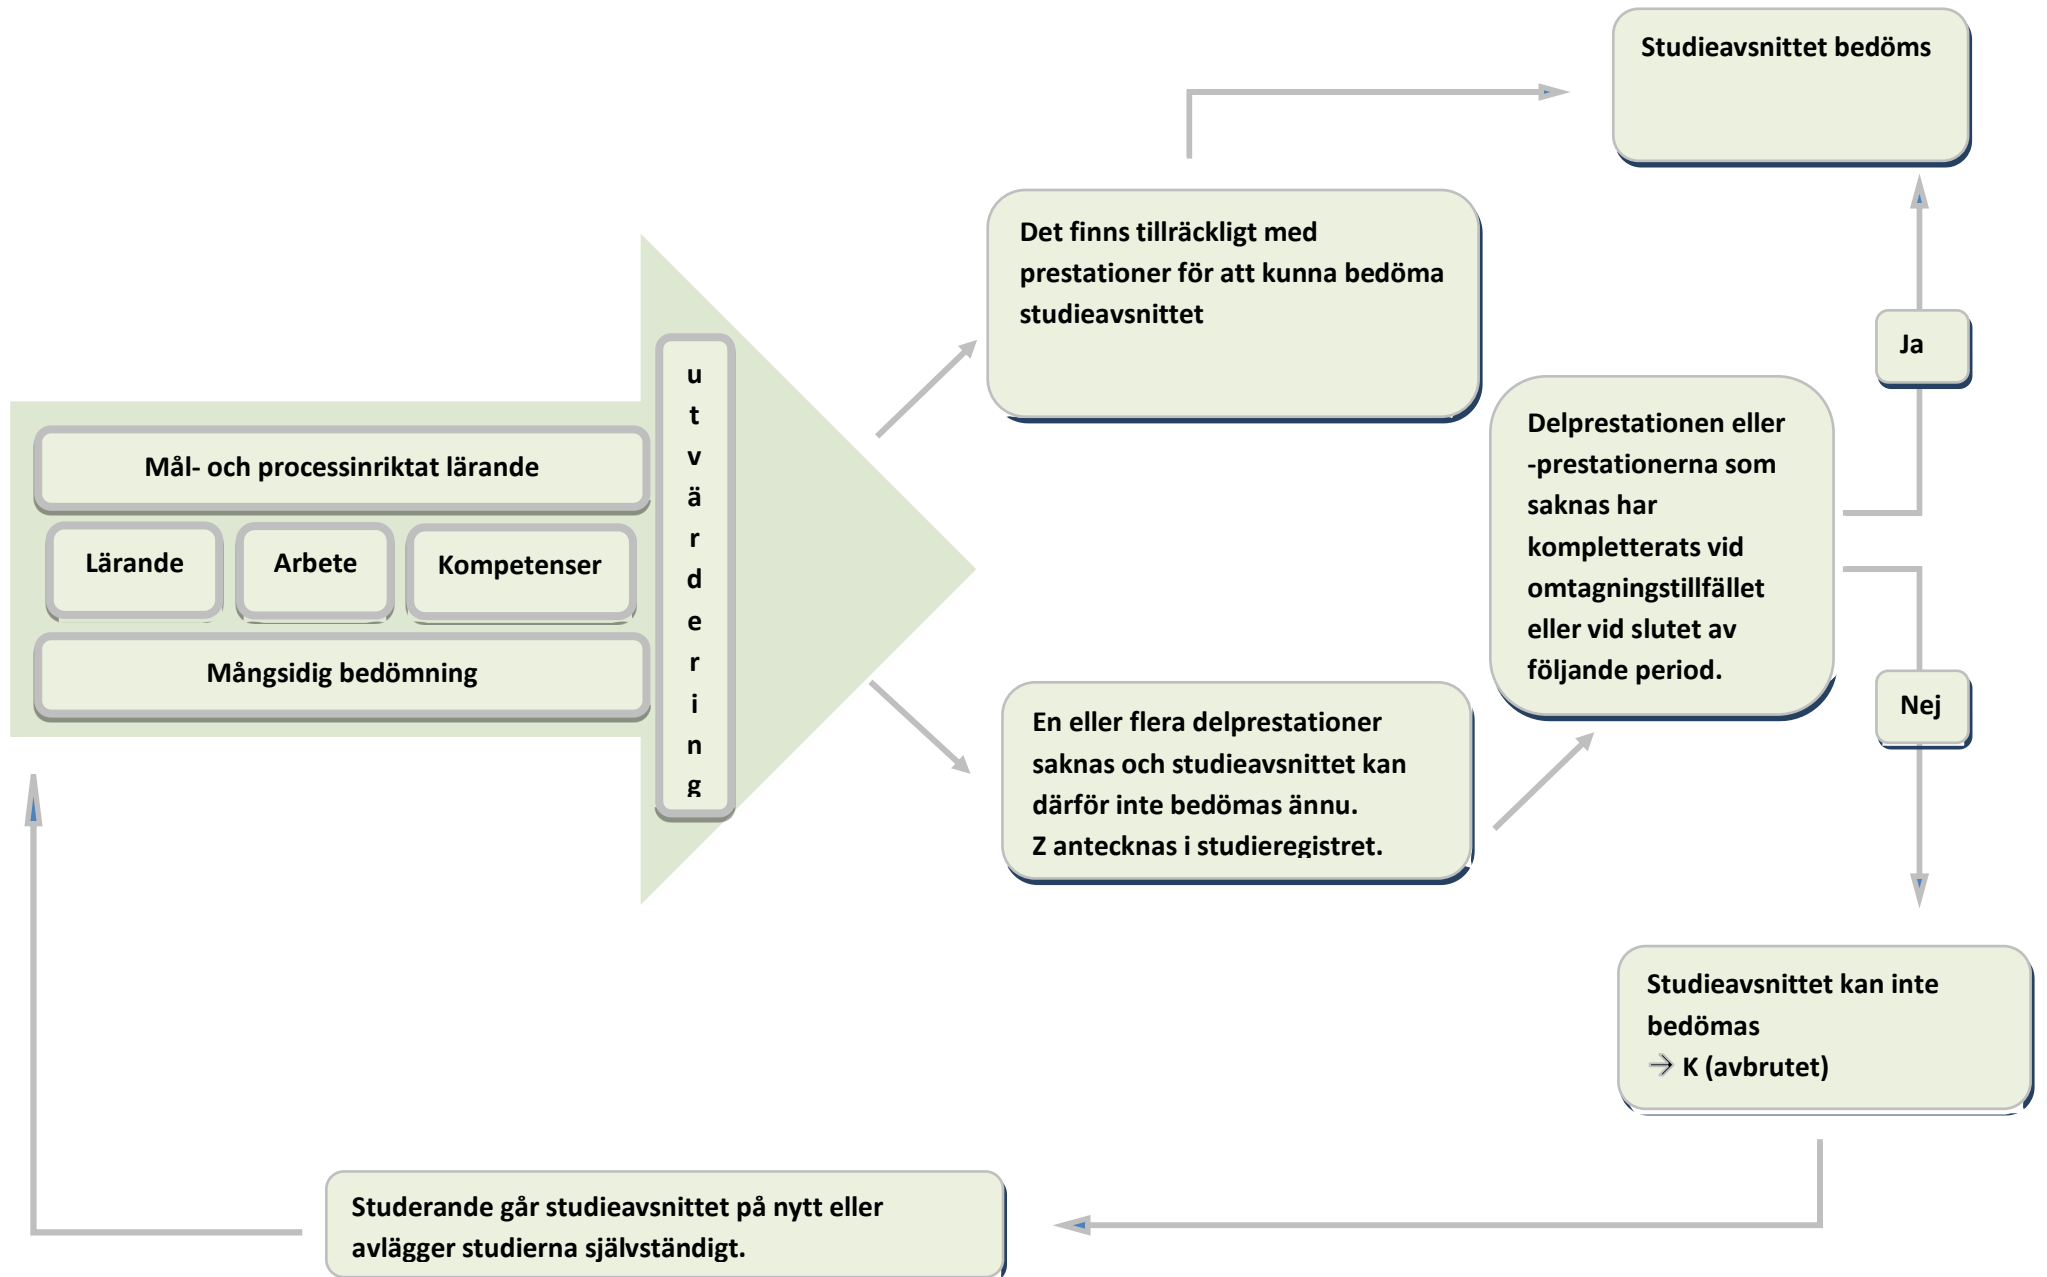 Studieavsnittet bedöms
Det finns tillräckligt med
prestationer för att kunna bedöma
studieavsnittet
Ja
utvärdering
Mål- och processinriktat lärande
Lärande
Arbete
Kompetenser
Mångsidig bedömning
Delprestationen eller
-prestationerna som
saknas har
kompletterats vid
omtagningstillfället
eller vid slutet av
följande period.
Nej
En eller flera delprestationer
saknas och studieavsnittet kan
därför inte bedömas ännu.
Z antecknas i studieregistret.
Studieavsnittet kan inte
bedömas
→ K (avbrutet)
Studerande går studieavsnittet på nytt eller
avlägger studierna självständigt.